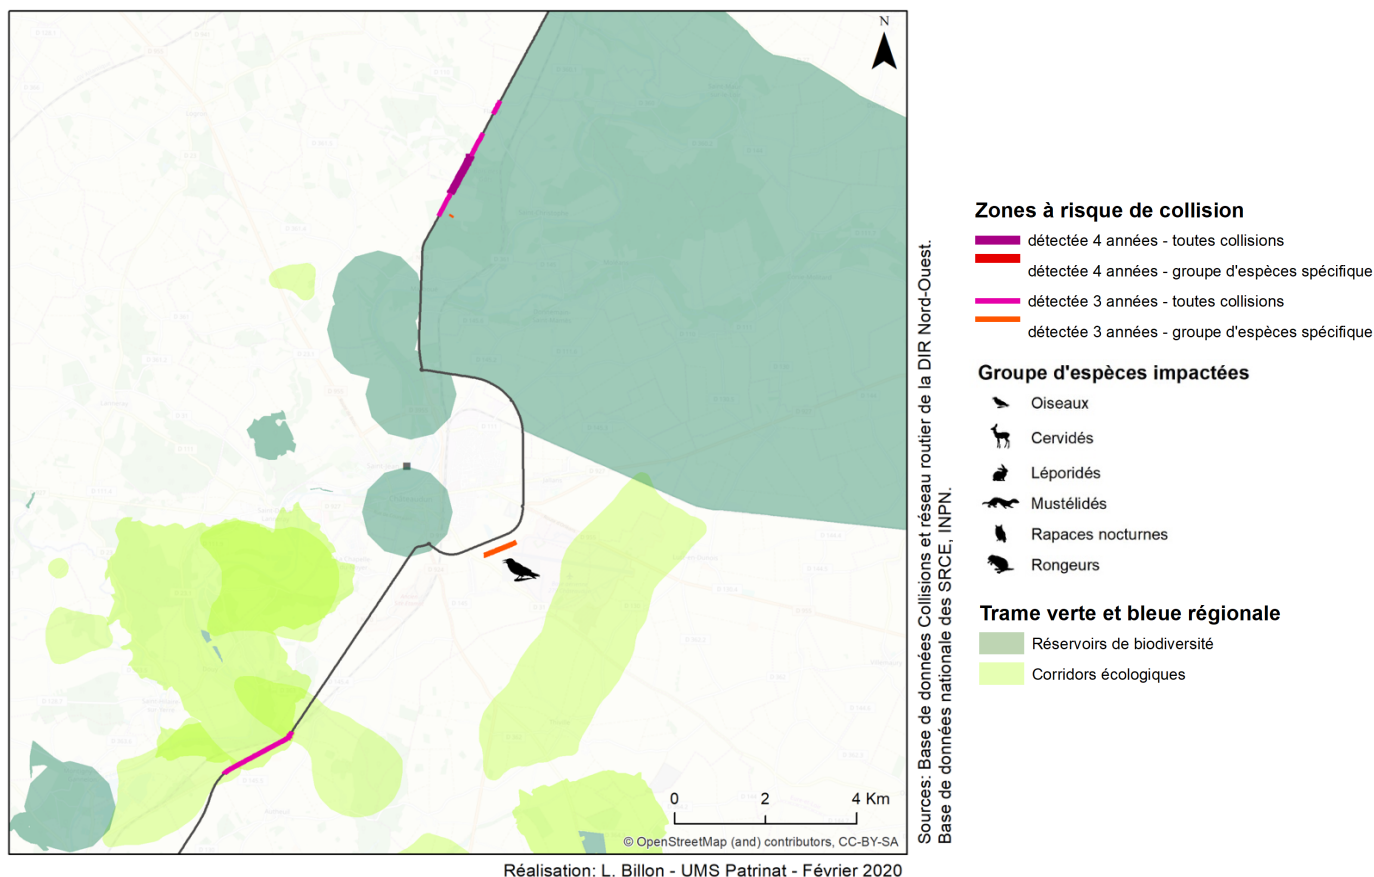 N
Zones à risque de collision
détectée 4 années - toutes collisions
détectée 4 années - groupe d'espèces spécifique
détectée 3 années - toutes collisions
détectée 3 années - groupe d'espèces spécifique
Groupe d'espèces impactées
Oiseaux
Cervidés
Léporidés
Mustélidés
Rapaces nocturnes
Rongeurs
Trame verte et bleue régionale
Réservoirs de biodiversité
Corridors écologiques
Sources: Base de données Collisions et réseau routier de la DIR Nord-Ouest.
Base de données nationale des SRCE, INPN.
0 2 4 Km
© OpenStreetMap (and) contributors, CC-BY-SA
Réalisation: L. Billon - UMS Patrinat - Février 2020